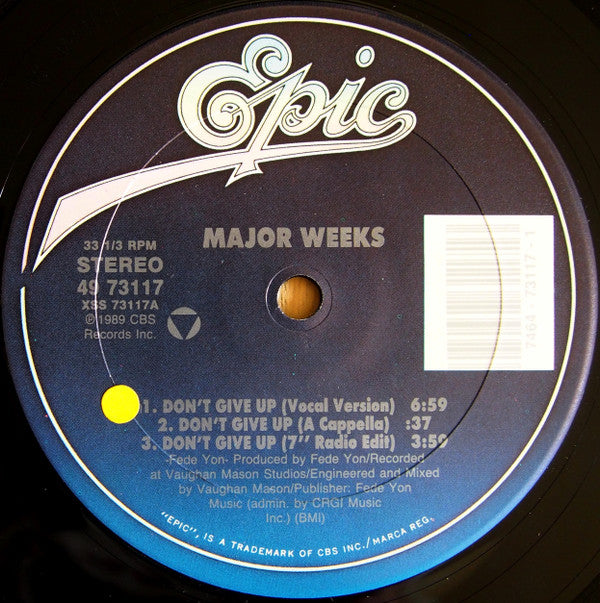 Epic
MAJOR WEEKS
33 1/3 RPM
STEREO
49 73117
XSS 73117A
℗ 1989 CBS
Records Inc.
7464-73117-1
1. DON'T GIVE UP (Vocal Version) 6:59
2. DON'T GIVE UP (A Cappella) :37
3. DON'T GIVE UP (7'' Radio Edit) 3:59
-Fede Yon- Produced by Fede Yon/Recorded
at Vaughan Mason Studios/Engineered and Mixed
by Vaughan Mason/Publisher: Fede Yon
Music (admin. by CRGI Music
Inc.) (BMI)
"EPIC", IS A TRADEMARK OF CBS INC./MARCA REG.